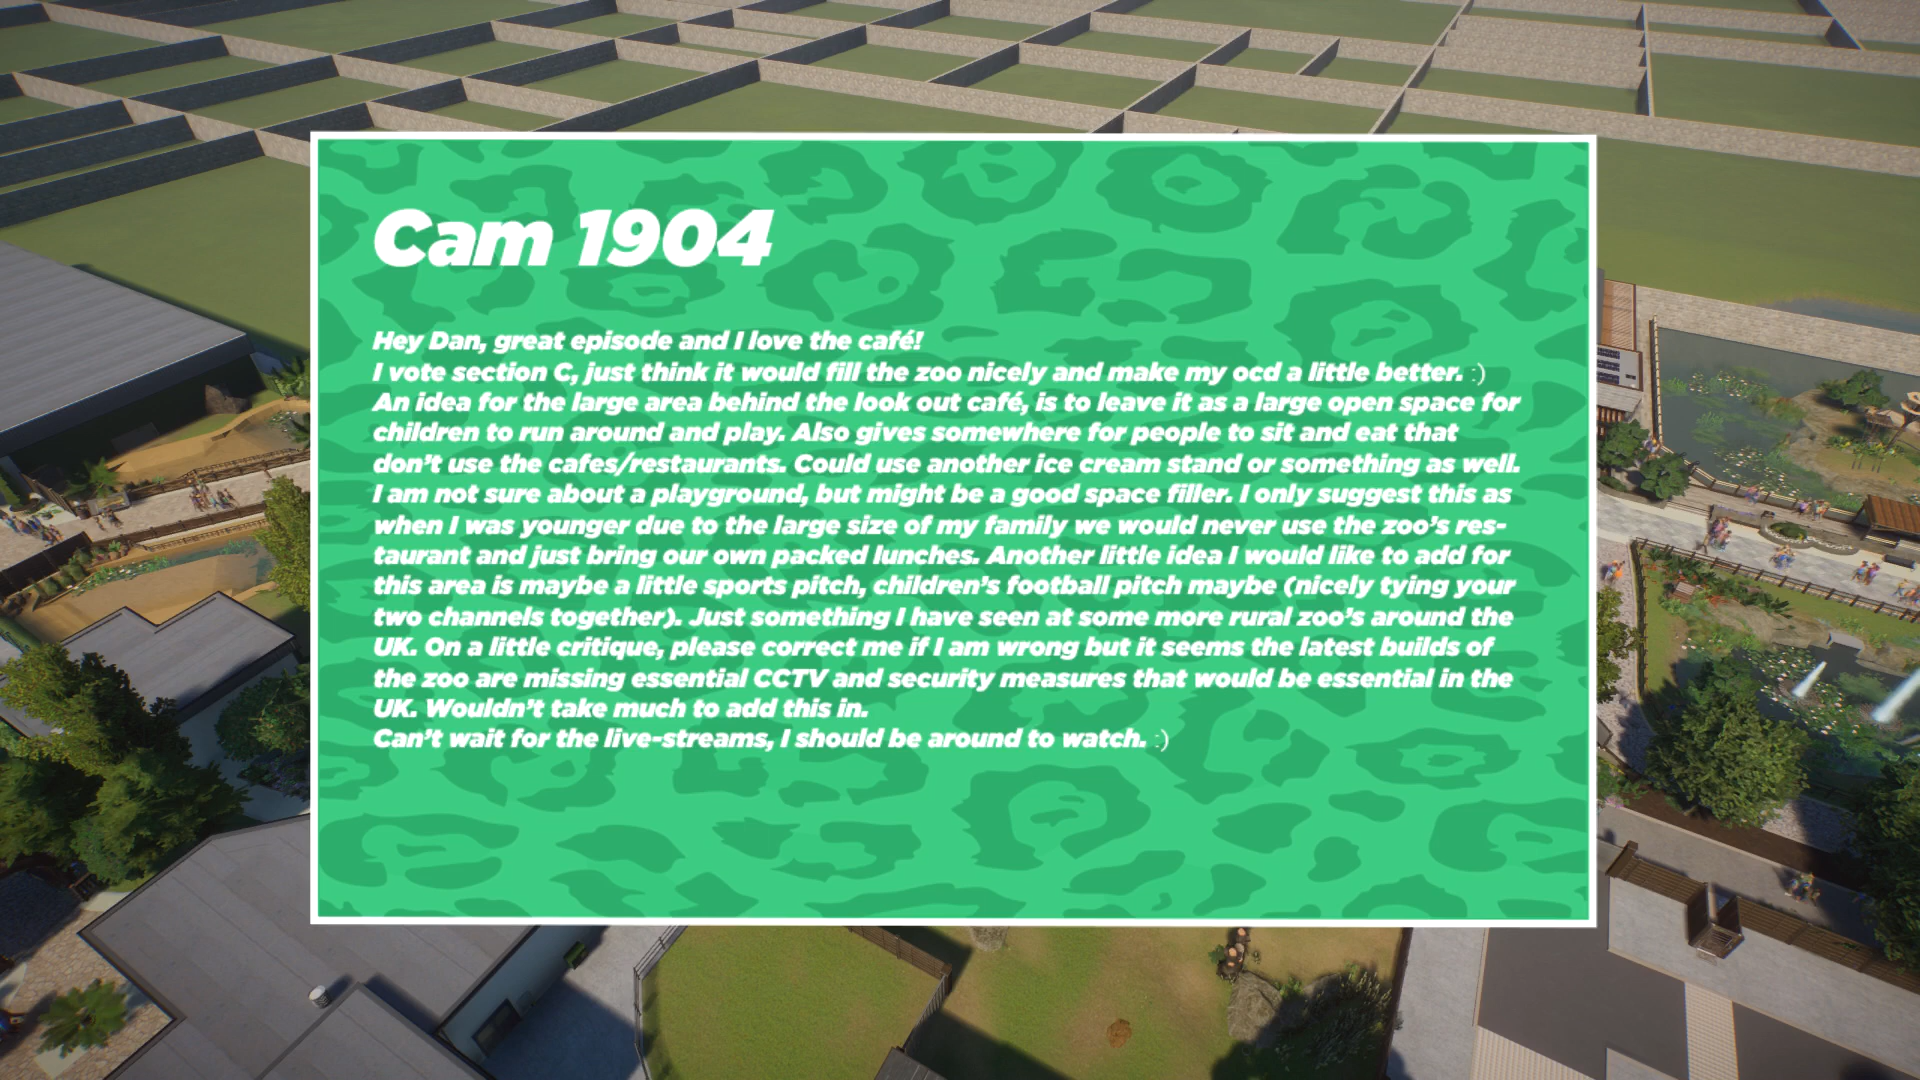 Cam 1904
Hey Dan, great episode and I love the café!
I vote section C, just think it would fill the zoo nicely and make my ocd a little better. :)
An idea for the large area behind the look out café, is to leave it as a large open space for
children to run around and play. Also gives somewhere for people to sit and eat that
don't use the cafes/restaurants. Could use another ice cream stand or something as well.
I am not sure about a playground, but might be a good space filler. I only suggest this as
when I was younger due to the large size of my family we would never use the zoo's res-
taurant and just bring our own packed lunches. Another little idea I would like to add for
this area is maybe a little sports pitch, children's football pitch maybe (nicely tying your
two channels together). Just something I have seen at some more rural zoo's around the
UK. On a little critique, please correct me if I am wrong but it seems the latest builds of
the zoo are missing essential CCTV and security measures that would be essential in the
UK. Wouldn't take much to add this in.
Can't wait for the live-streams, I should be around to watch. :)